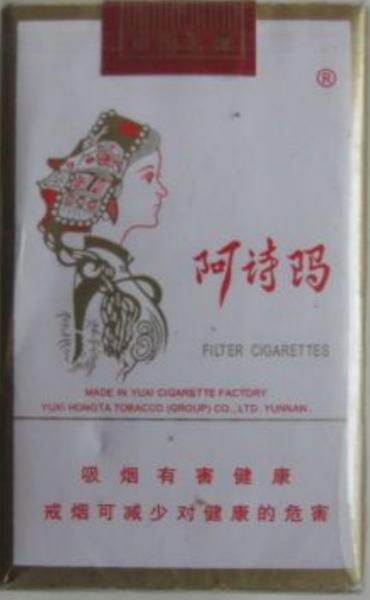 ®
阿诗玛
FILTER CIGARETTES
MADE IN YUXI CIGARETTE FACTORY
YUXI HONGTA TOBACCO (GROUP) CO., LTD. YUNNAN.
吸烟有害健康
戒烟可减少对健康的危害